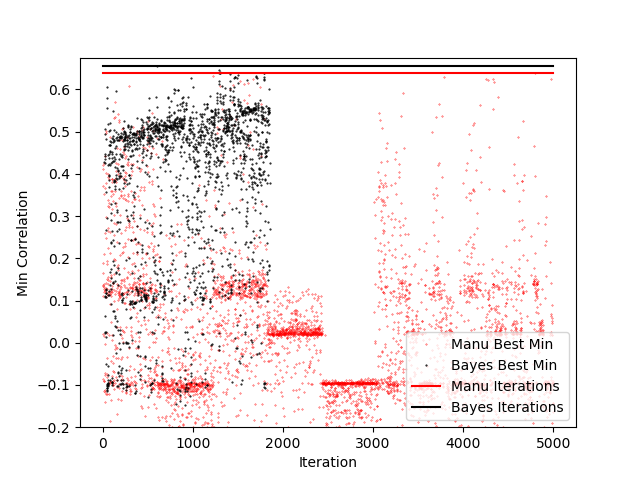 0.6
0.5
0.4
0.3
0.2
0.1
0.0
−0.1
−0.2
Min Correlation
0 1000 2000 3000 4000 5000
Iteration
Manu Best Min
Bayes Best Min
Manu Iterations
Bayes Iterations